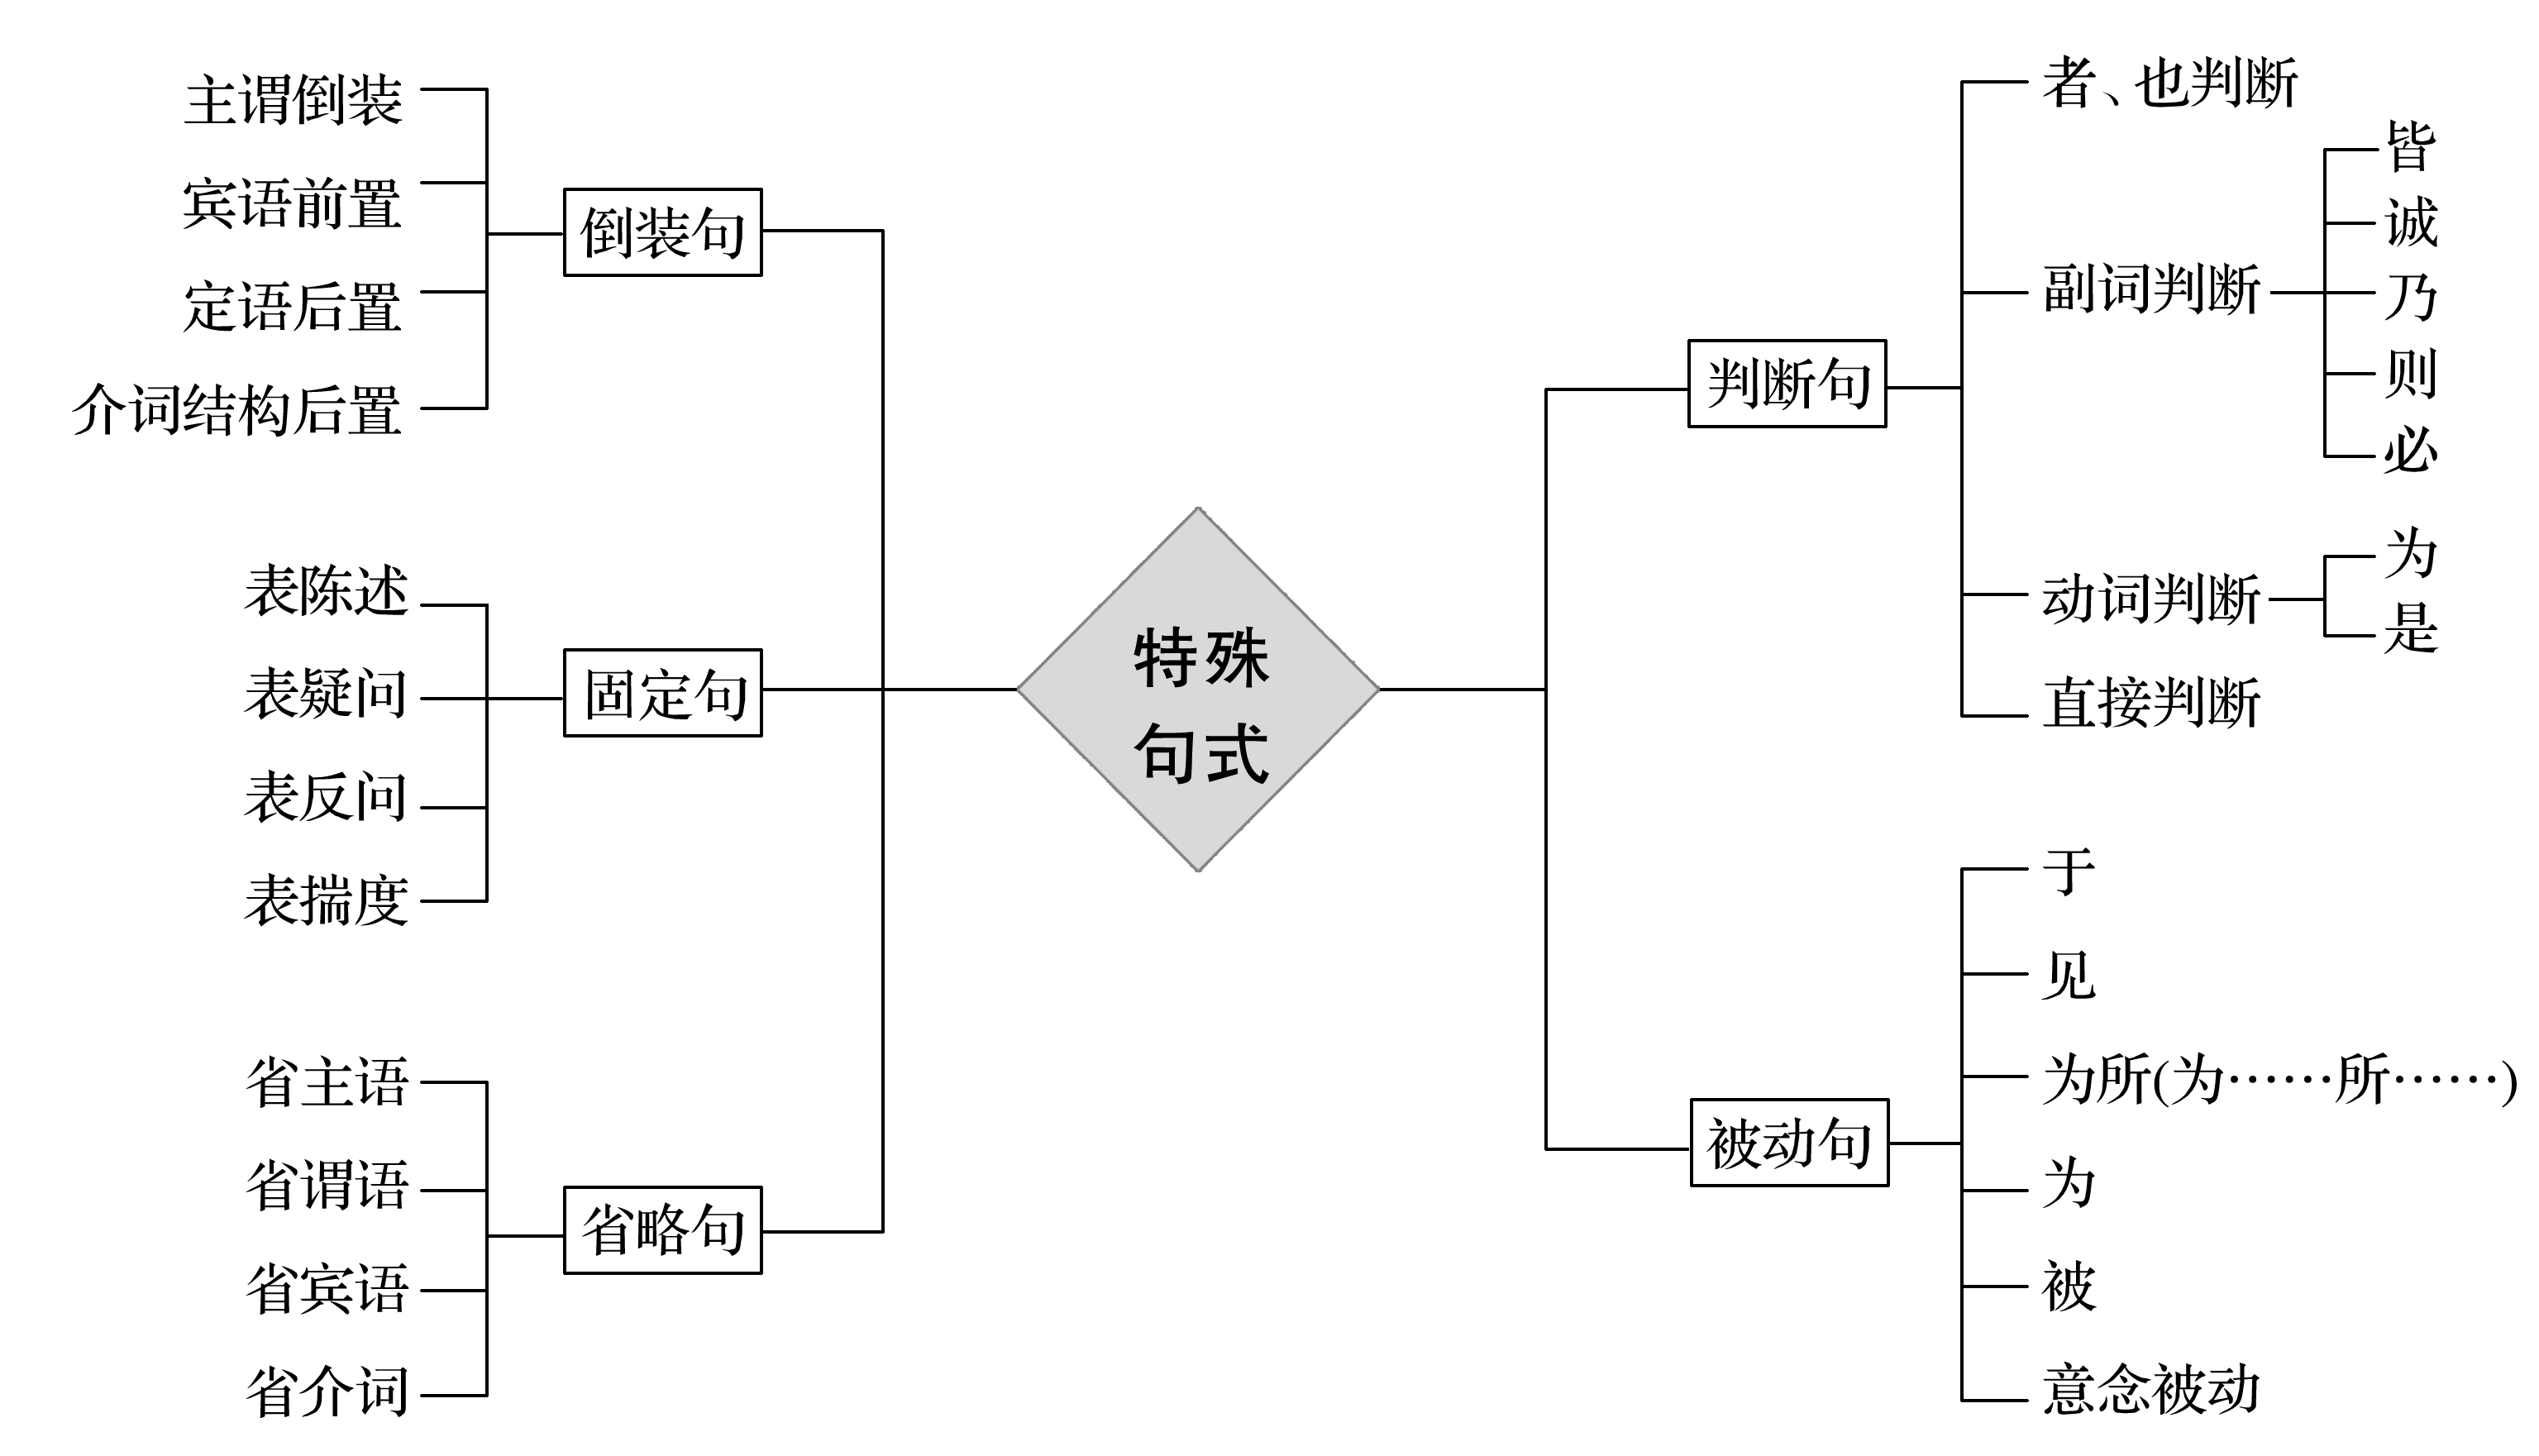 主谓倒装
宾语前置
定语后置
介词结构后置
倒装句
表陈述
表疑问
表反问
表揣度
固定句
省主语
省谓语
省宾语
省介词
省略句
特殊
句式
判断句
者、也判断
副词判断
皆
诚
乃
则
必
动词判断
为
是
直接判断
被动句
于
见
为所(为……所……)
为
被
意念被动